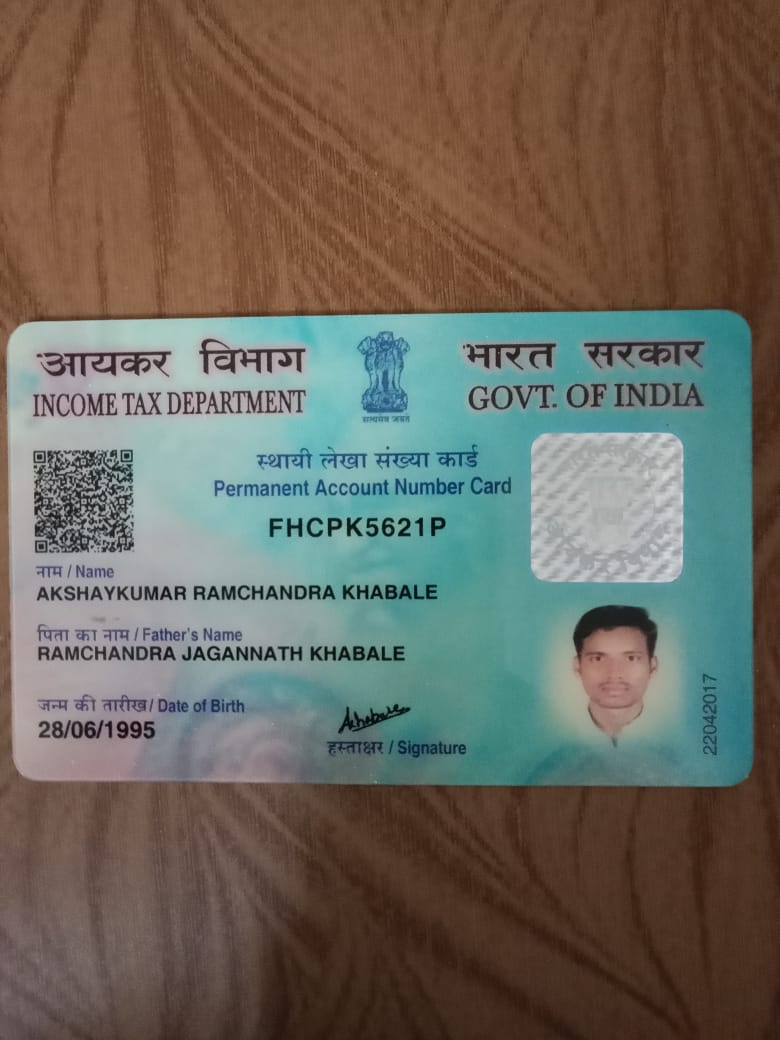 आयकर विभाग
INCOME TAX DEPARTMENT
सत्यमेव जयते
भारत सरकार
GOVT. OF INDIA
स्थायी लेखा संख्या कार्ड
Permanent Account Number Card
FHCPK5621P
नाम / Name
AKSHAYKUMAR RAMCHANDRA KHABALE
पिता का नाम / Father's Name
RAMCHANDRA JAGANNATH KHABALE
जन्म की तारीख / Date of Birth
28/06/1995
हस्ताक्षर / Signature
22042017